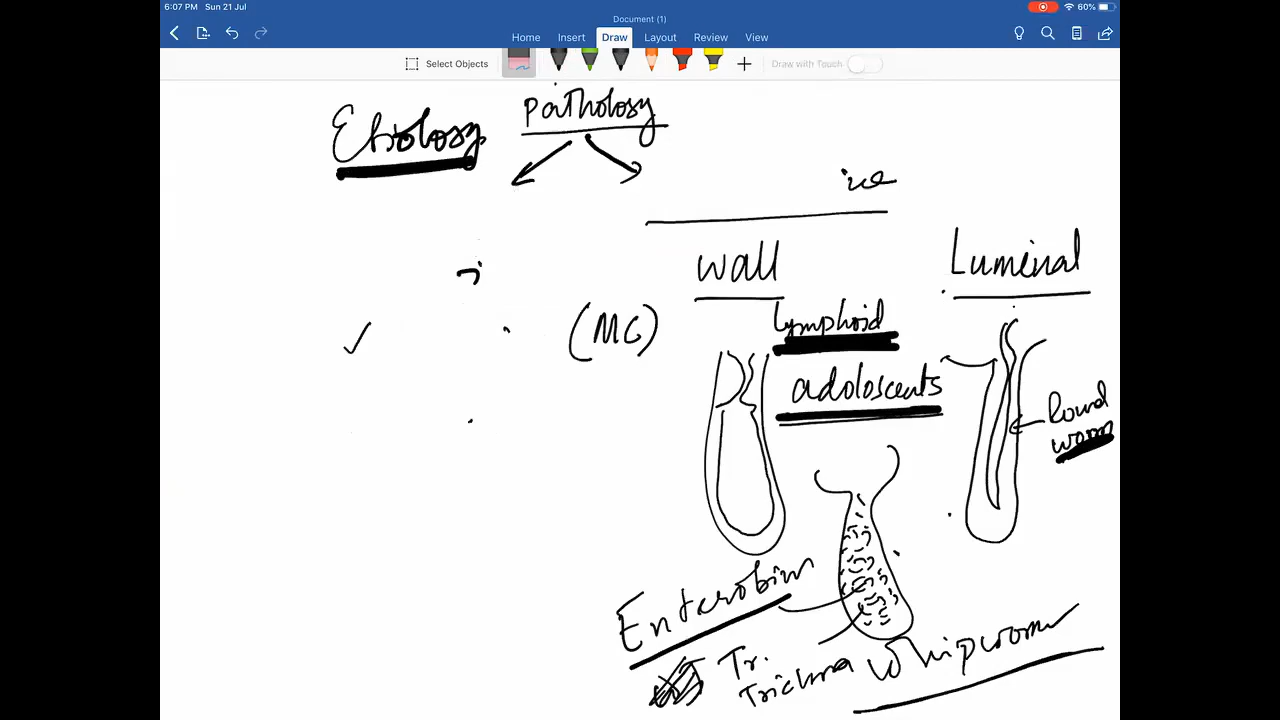 6:07 PM Sun 21 Jul
60%
Document (1)
Home Insert Draw Layout Review View
Select Objects
Draw with Touch
Etiology
Pathology
Wall
Luminal
(MC)
lymphoid
adoloscents
Round
worm
Enterobius
Tr.
Trichura
Whipworm